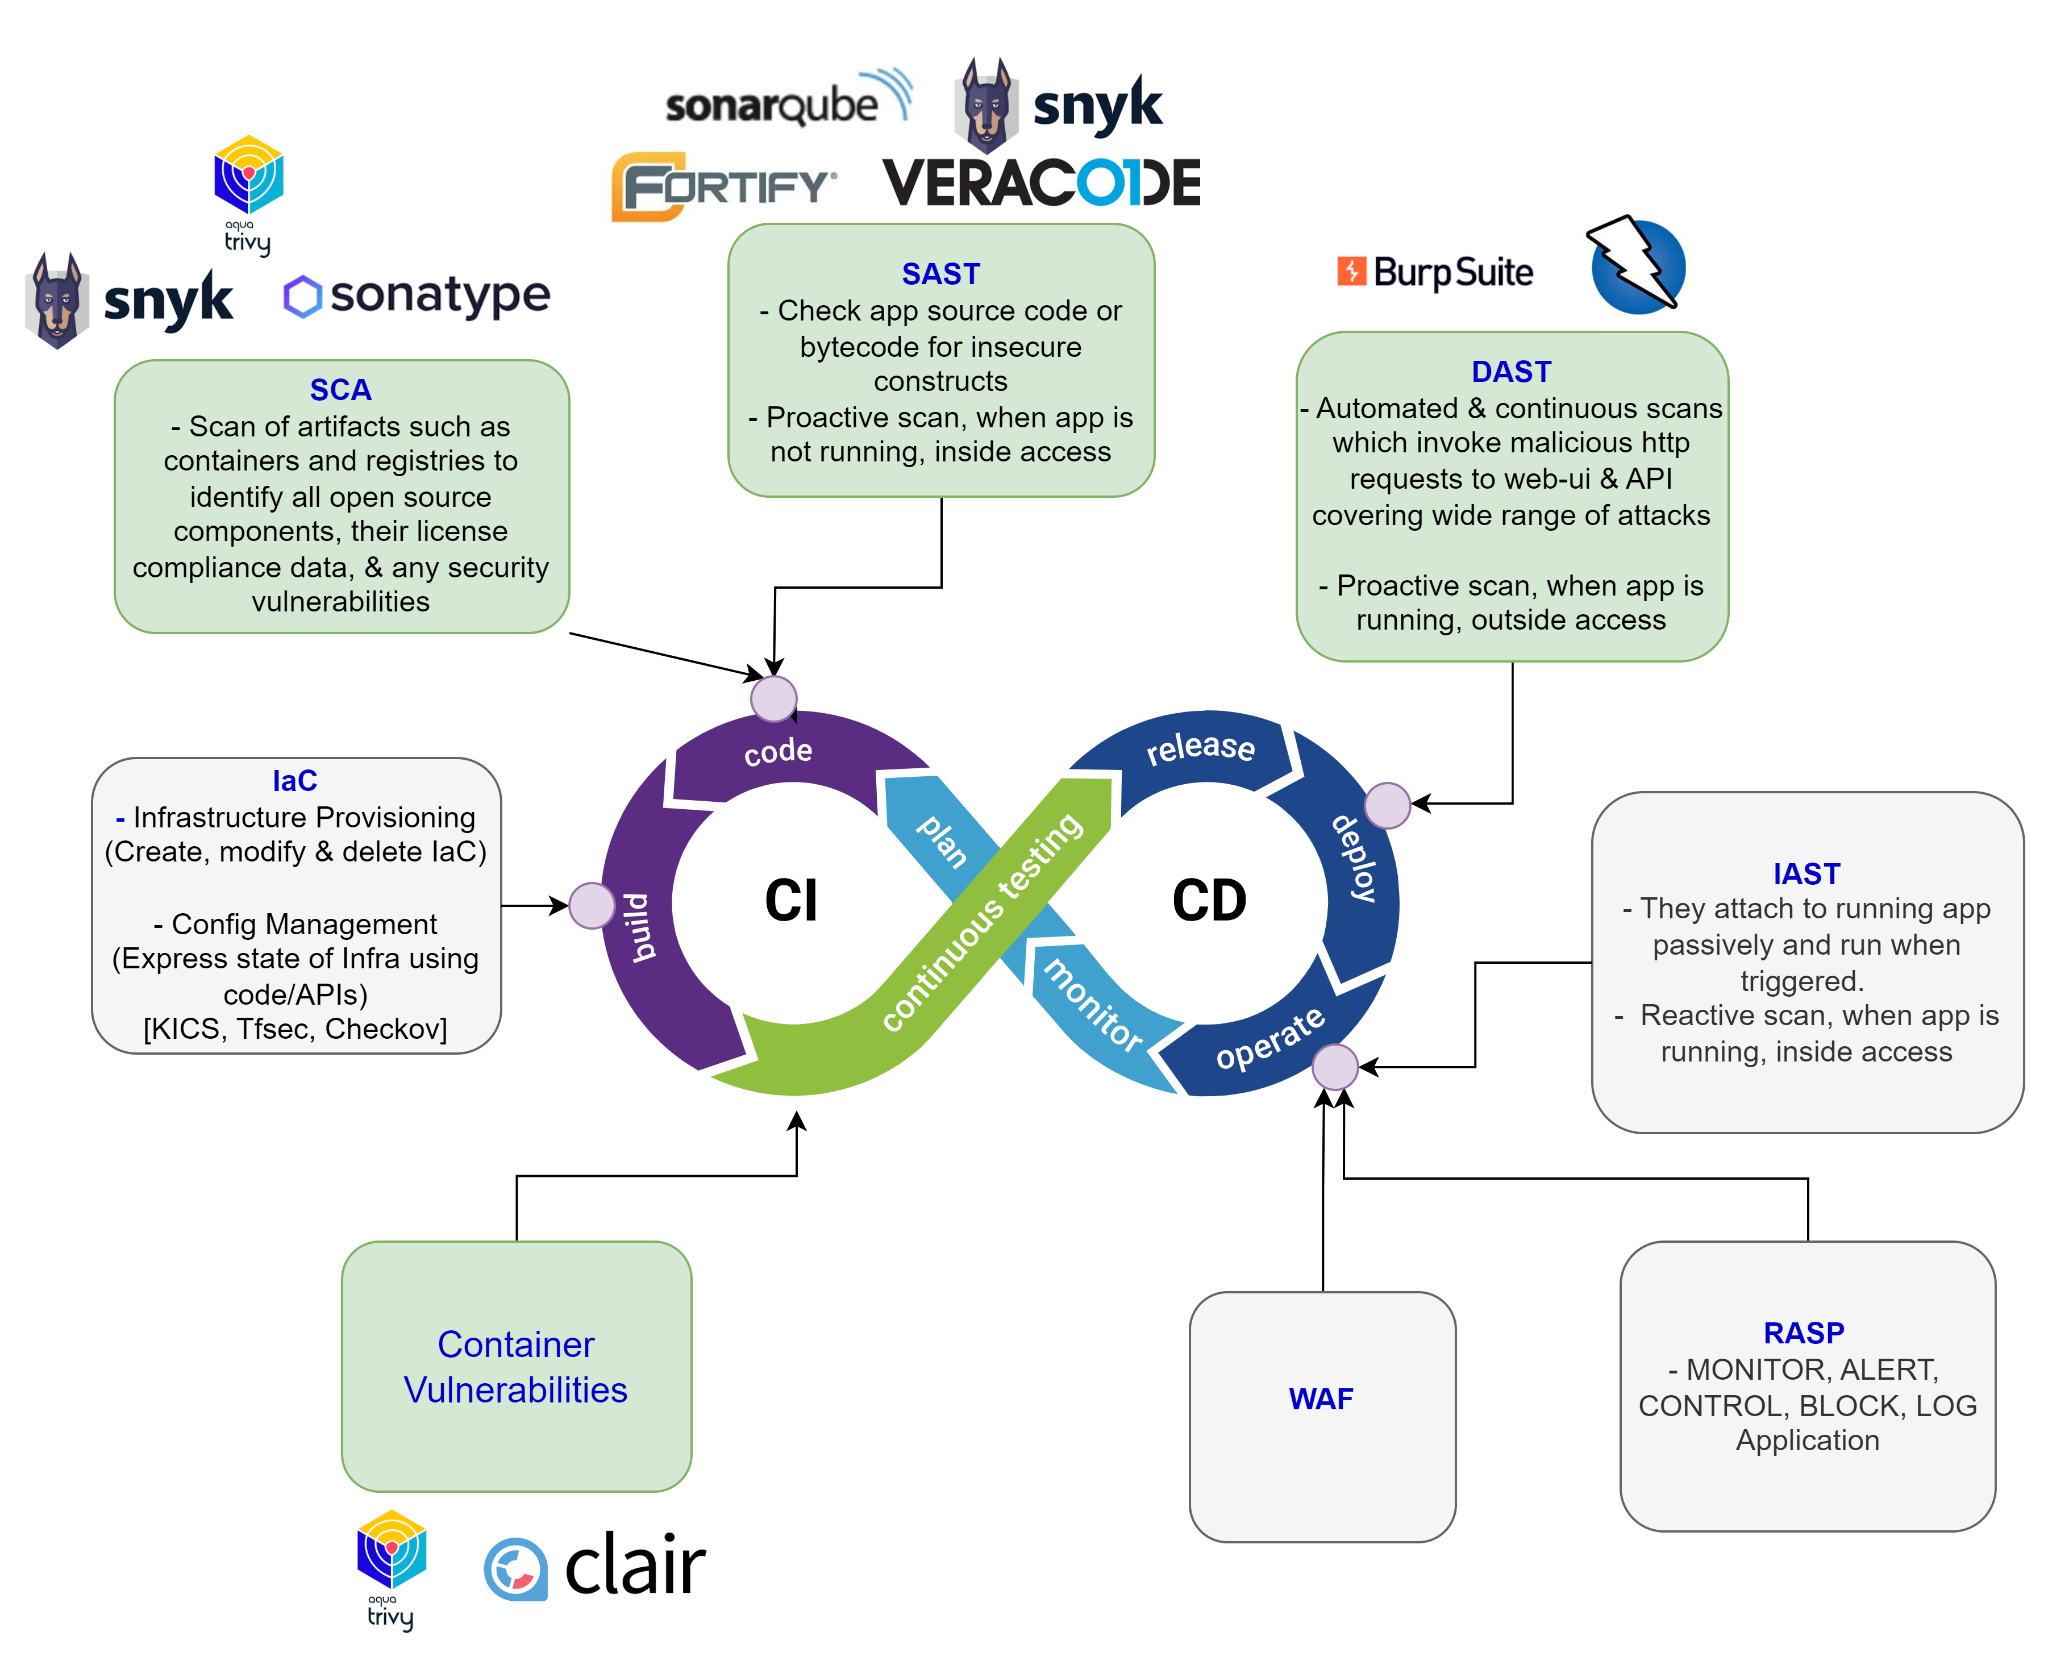 sonarqube
snyk
FORTIFY®
VERACODE
aqua
trivy
snyk
sonatype
Burp Suite
SAST
- Check app source code or
bytecode for insecure
constructs
- Proactive scan, when app is
not running, inside access
SCA
- Scan of artifacts such as
containers and registries to
identify all open source
components, their license
compliance data, & any security
vulnerabilities
DAST
- Automated & continuous scans
which invoke malicious http
requests to web-ui & API
covering wide range of attacks
- Proactive scan, when app is
running, outside access
IaC
- Infrastructure Provisioning
(Create, modify & delete IaC)
- Config Management
(Express state of Infra using
code/APIs)
[KICS, Tfsec, Checkov]
code
build
CI
plan
continuous testing
release
deploy
CD
operate
monitor
IAST
- They attach to running app
passively and run when
triggered.
- Reactive scan, when app is
running, inside access
Container
Vulnerabilities
WAF
RASP
- MONITOR, ALERT,
CONTROL, BLOCK, LOG
Application
aqua
trivy
clair